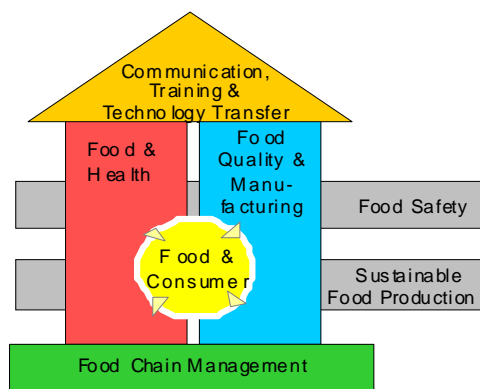 Communication,
Training &
Technology Transfer
Food &
Health
Food
Quality &
Manu-
facturing
Food Safety
Food &
Consumer
Sustainable
Food Production
Food Chain Management